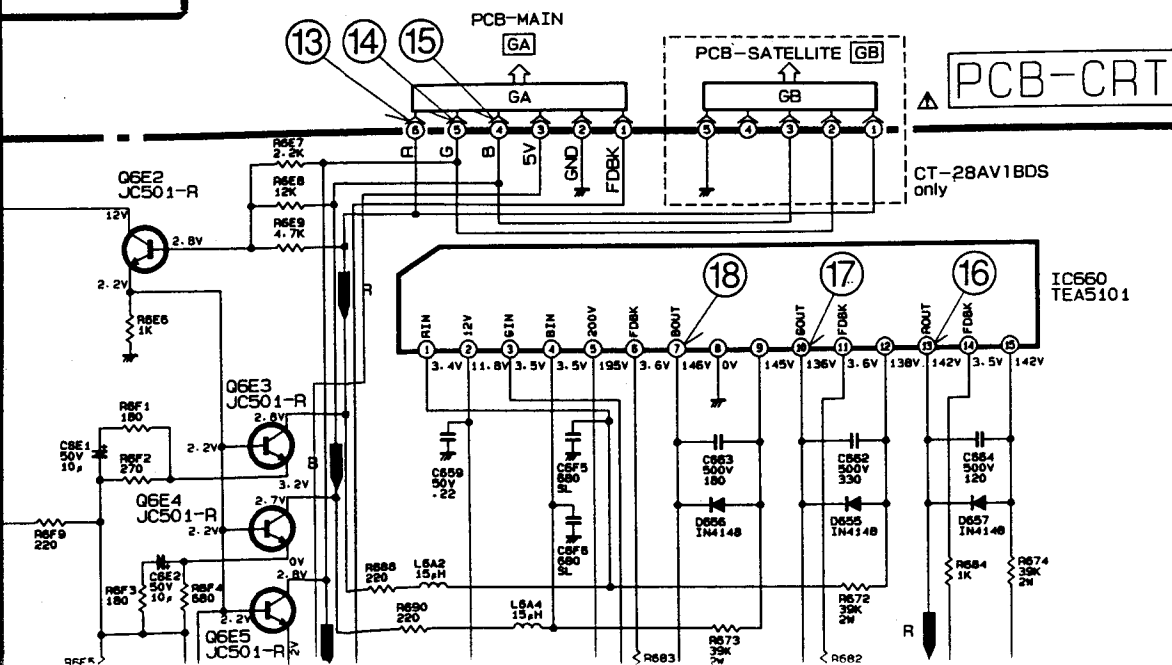 PCB-MAIN
GA
13
14
15
PCB-SATELLITE GB
PCB-CRT
GA
GB
6
5
4
3
2
1
5
4
3
2
1
R
G
B
5V
GND
FDBK
CT-28AV1BDS
only
R6E7
2.2K
R6E8
12K
R6E9
4.7K
Q6E2
JC501-R
12V
2.8V
2.2V
R6E6
1K
R
18
17
16
IC660
TEA5101
RIN
12V
GIN
BIN
200V
FDBK
BOUT
GOUT
FDBK
ROUT
FDBK
1
2
3
4
5
6
7
8
9
10
11
12
13
14
15
3.4V
11.8V
3.5V
3.5V
195V
3.6V
146V
0V
145V
136V
3.6V
138V
142V
3.5V
142V
Q6E3
JC501-R
2.6V
2.2V
3.2V
R6F1
180
C6E1
50V
10µ
R6F2
270
B
Q6E4
JC501-R
2.7V
2.2V
0V
R6F9
220
R6F3
180
C6E2
50V
10µ
R6F4
680
2.8V
2.2V
Q6E5
JC501-R
2V
R6F5
C659
50V
.22
C6F5
680
SL
C6F6
680
SL
C663
500V
180
D656
IN4148
C662
500V
330
D655
IN4148
C664
500V
120
D657
IN4148
R688
220
L6A2
15µH
R690
220
L6A4
15µH
R672
39K
2W
R673
39K
2W
R684
1K
R674
39K
2W
R
R683
R682